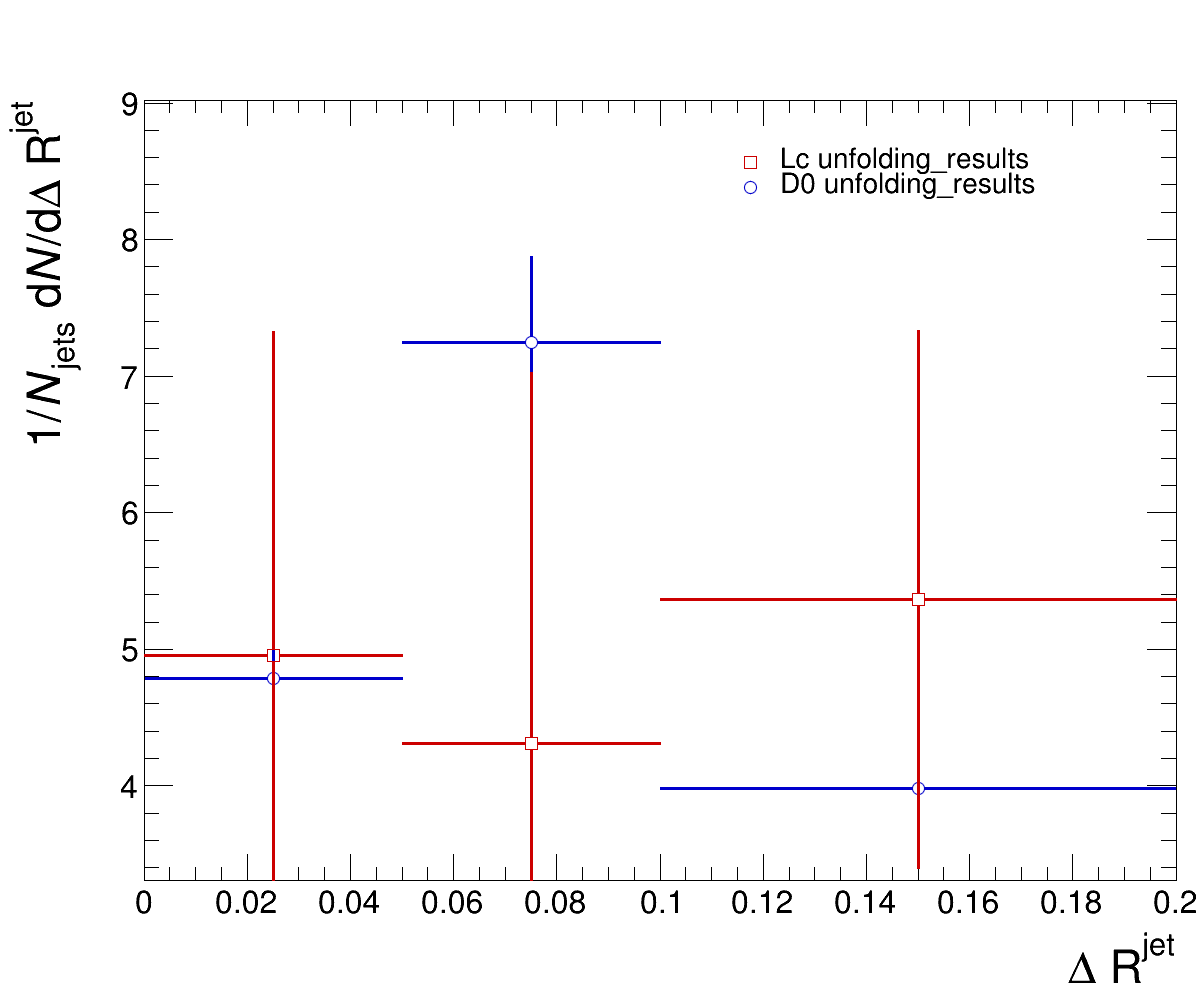 1/N_jets dN/dΔ R^jet
9
8
7
6
5
4
Lc unfolding_results
D0 unfolding_results
0 0.02 0.04 0.06 0.08 0.1 0.12 0.14 0.16 0.18 0.2
Δ R^jet